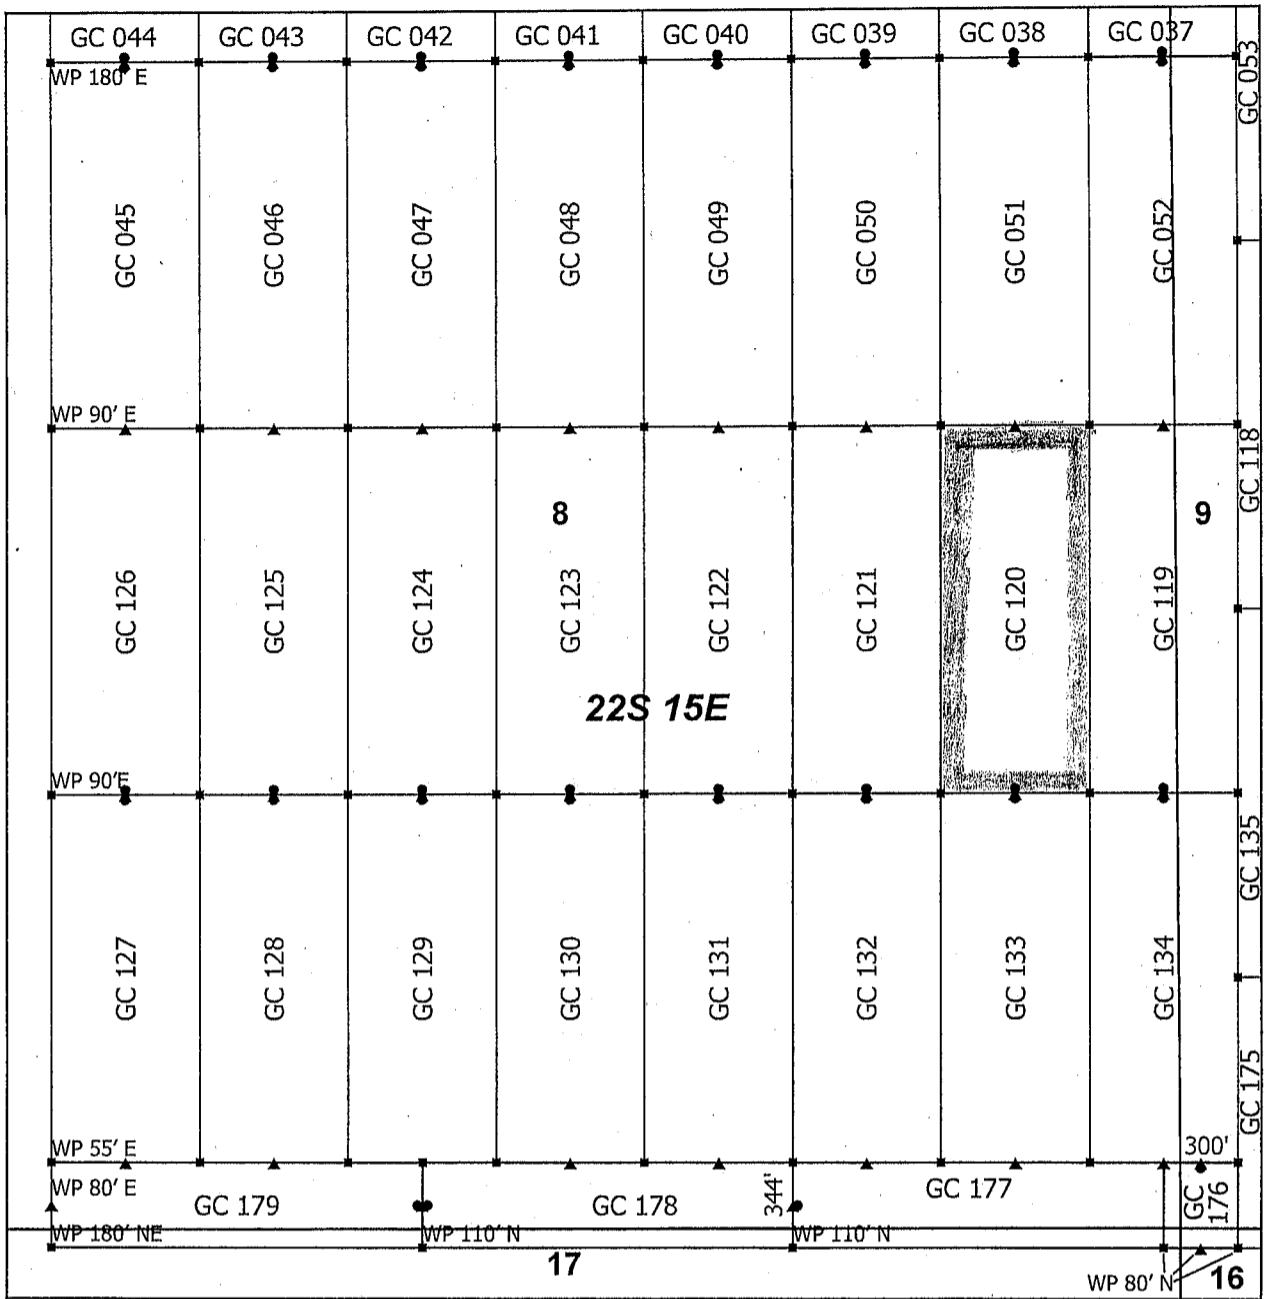 GC 044 GC 043 GC 042 GC 041 GC 040 GC 039 GC 038 GC 037
GC 053
WP 180' E
GC 045 GC 046 GC 047 GC 048 GC 049 GC 050 GC 051 GC 052
WP 90' E
GC 118
8 9
GC 126 GC 125 GC 124 GC 123 GC 122 GC 121 GC 120 GC 119
22S 15E
WP 90'E
GC 135
GC 127 GC 128 GC 129 GC 130 GC 131 GC 132 GC 133 GC 134
GC 175
WP 55' E
300'
WP 80' E
GC 179 GC 178 344' GC 177
GC
176
WP 180' NE WP 110' N WP 110' N
17
WP 80' N 16